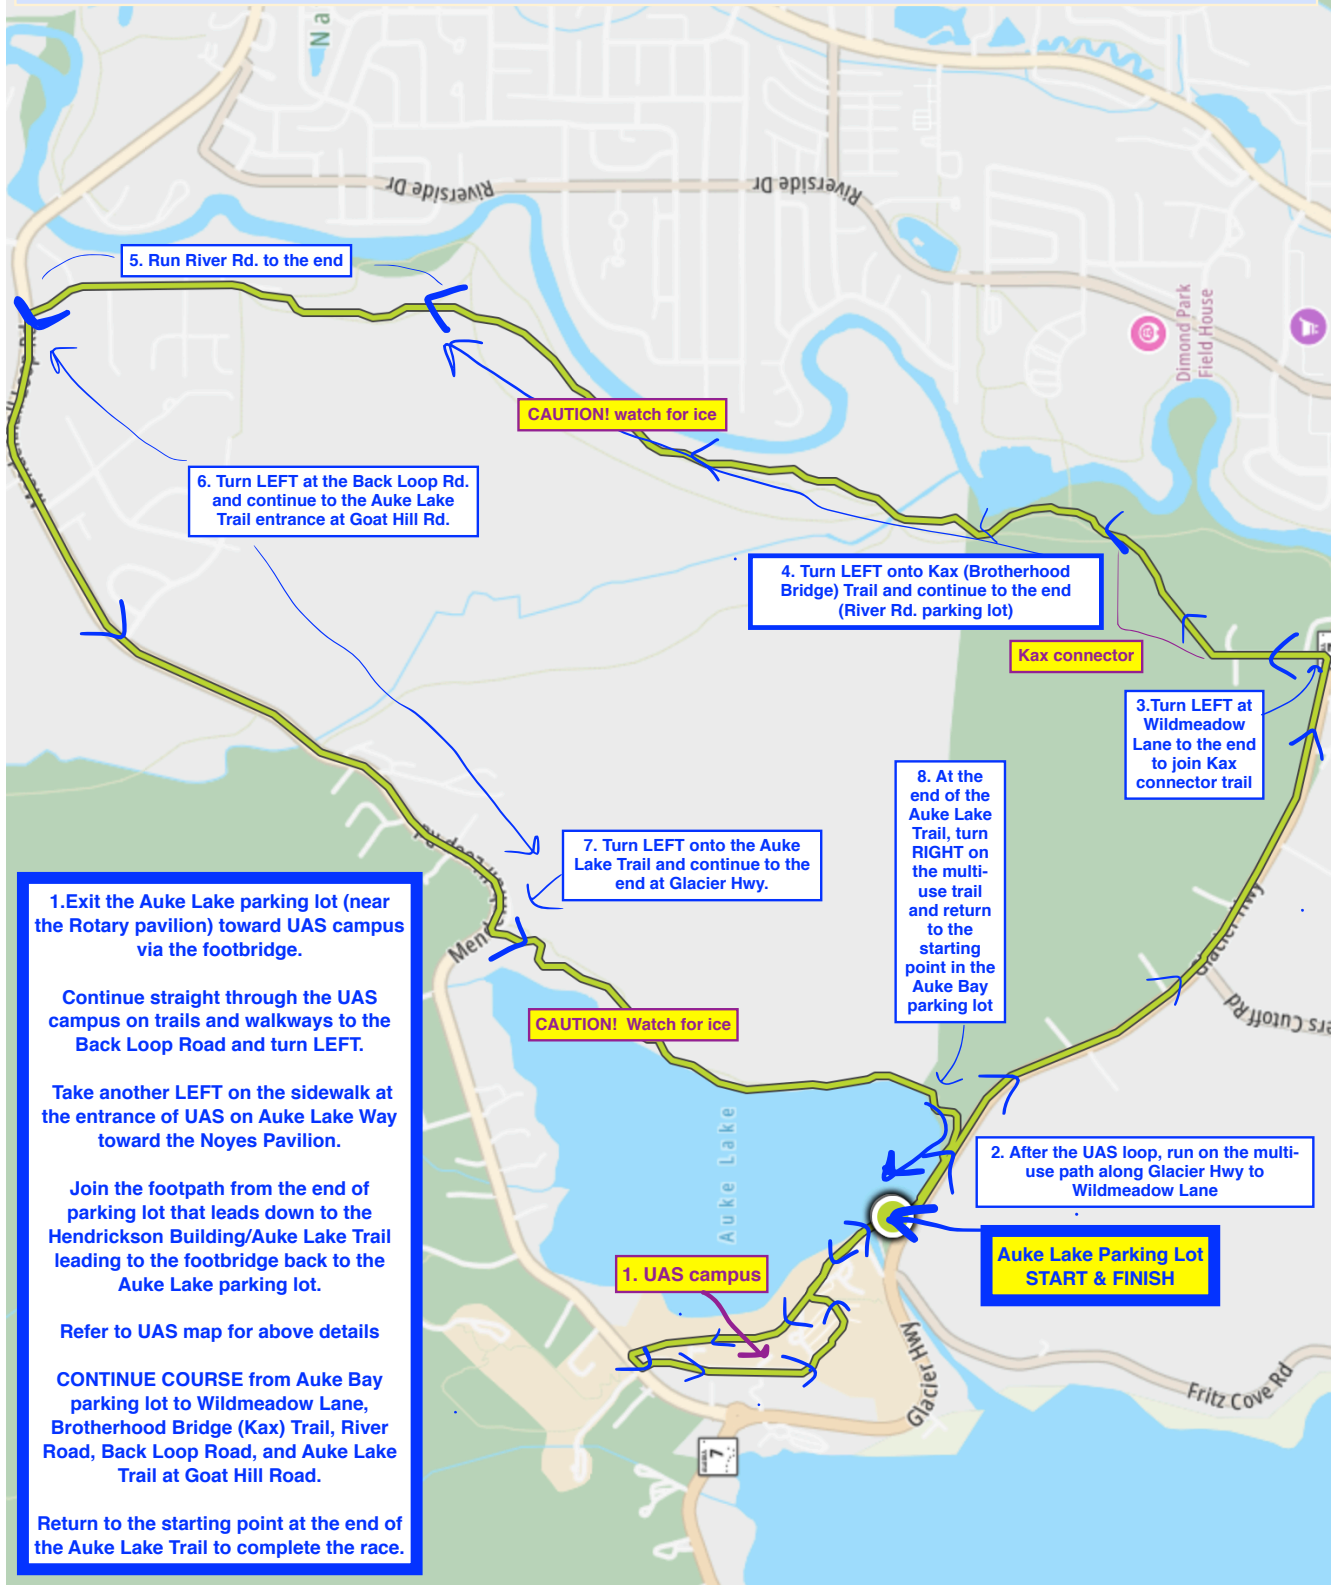 N a
Riverside Dr
Riverside Dr
5. Run River Rd. to the end
Dimond Park
Field House
CAUTION! watch for ice
6. Turn LEFT at the Back Loop Rd.
and continue to the Auke Lake
Trail entrance at Goat Hill Rd.
4. Turn LEFT onto Kax (Brotherhood
Bridge) Trail and continue to the end
(River Rd. parking lot)
Kax connector
3.Turn LEFT at
Wildmeadow
Lane to the end
to join Kax
connector trail
8. At the
end of the
Auke Lake
Trail, turn
RIGHT on
the multi-
use trail
and return
to the
starting
point in the
Auke Bay
parking lot
7. Turn LEFT onto the Auke
Lake Trail and continue to the
end at Glacier Hwy.
1.Exit the Auke Lake parking lot (near
the Rotary pavilion) toward UAS campus
via the footbridge.
Continue straight through the UAS
campus on trails and walkways to the
Back Loop Road and turn LEFT.
Take another LEFT on the sidewalk at
the entrance of UAS on Auke Lake Way
toward the Noyes Pavilion.
Join the footpath from the end of
parking lot that leads down to the
Hendrickson Building/Auke Lake Trail
leading to the footbridge back to the
Auke Lake parking lot.
Refer to UAS map for above details
CONTINUE COURSE from Auke Bay
parking lot to Wildmeadow Lane,
Brotherhood Bridge (Kax) Trail, River
Road, Back Loop Road, and Auke Lake
Trail at Goat Hill Road.
Return to the starting point at the end of
the Auke Lake Trail to complete the race.
Glacier Hwy
ers Cutoff Rd
CAUTION! Watch for ice
Auke Lake
2. After the UAS loop, run on the multi-
use path along Glacier Hwy to
Wildmeadow Lane
Auke Lake Parking Lot
START & FINISH
1. UAS campus
Glacier Hwy
Fritz Cove Rd
7